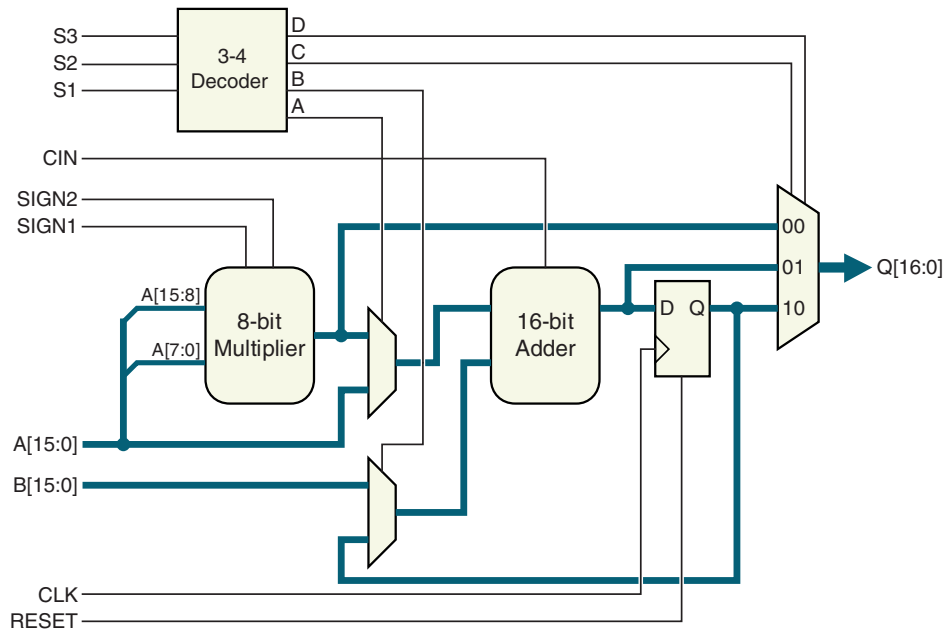 S3
S2
S1
3-4
Decoder
D
C
B
A
CIN
SIGN2
SIGN1
A[15:8]
A[7:0]
8-bit
Multiplier
16-bit
Adder
D Q
00
01
10
Q[16:0]
A[15:0]
B[15:0]
CLK
RESET